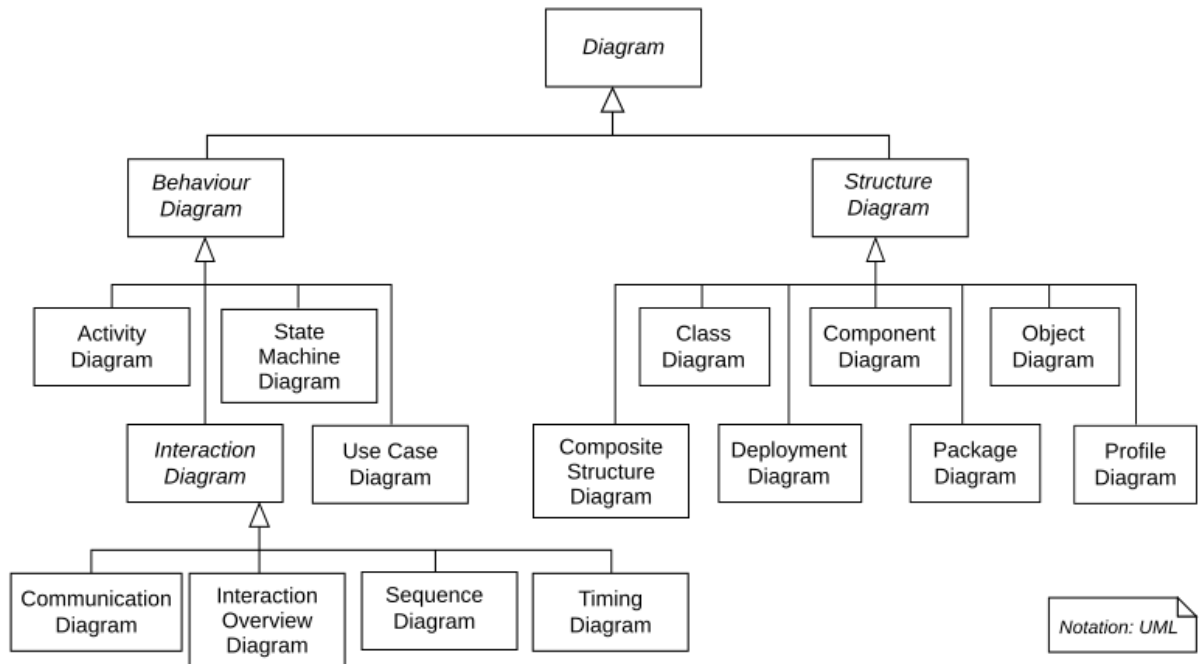 Diagram
Behaviour
Diagram
Structure
Diagram
Activity
Diagram
State
Machine
Diagram
Class
Diagram
Component
Diagram
Object
Diagram
Interaction
Diagram
Use Case
Diagram
Composite
Structure
Diagram
Deployment
Diagram
Package
Diagram
Profile
Diagram
Communication
Diagram
Interaction
Overview
Diagram
Sequence
Diagram
Timing
Diagram
Notation: UML